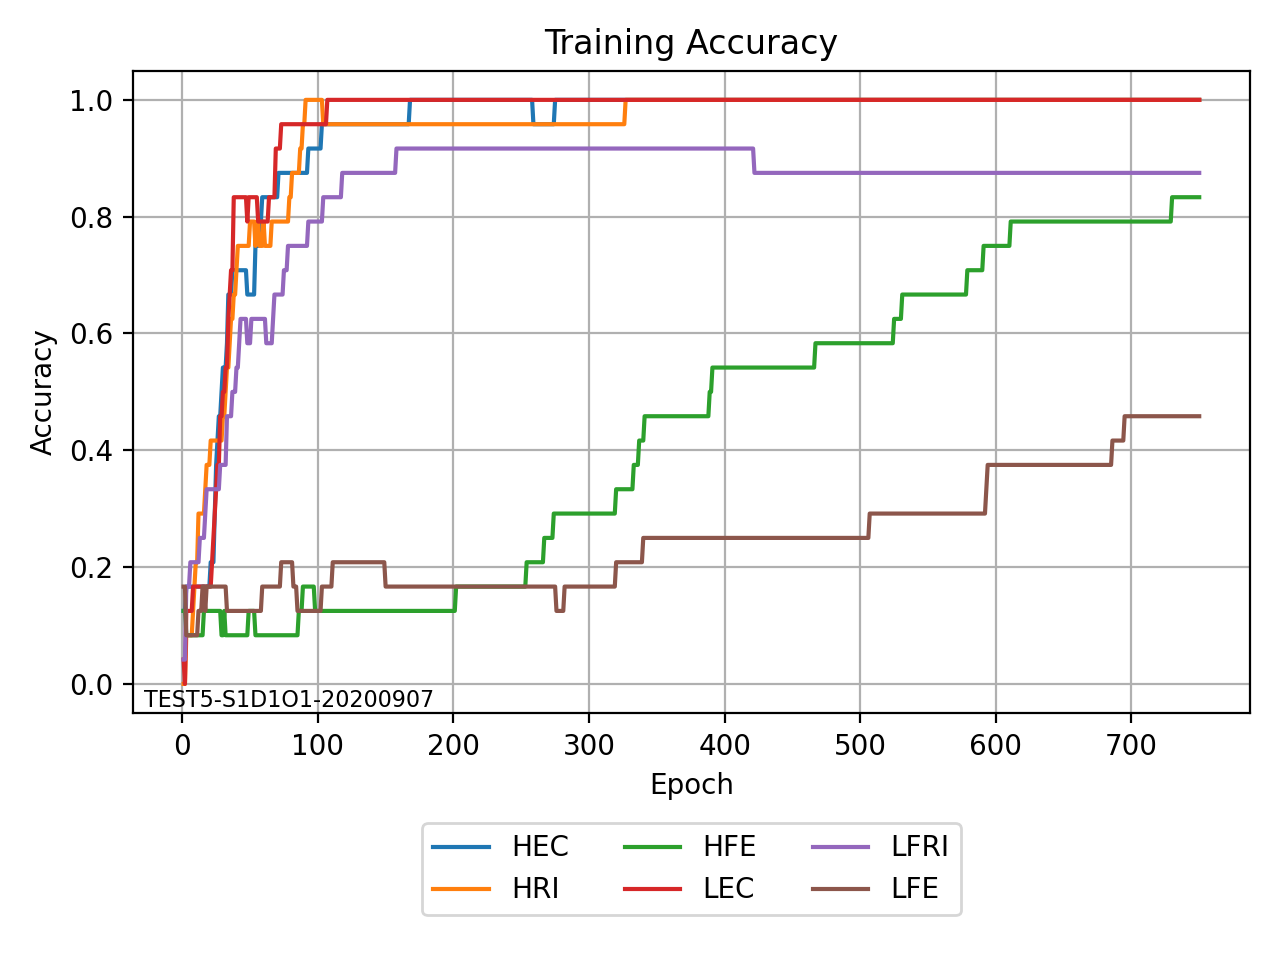 Training Accuracy
1.0
0.8
0.6
0.4
0.2
0.0
Accuracy
TEST5-S1D1O1-20200907
0 100 200 300 400 500 600 700
Epoch
HEC HFE LFRI
HRI LEC LFE